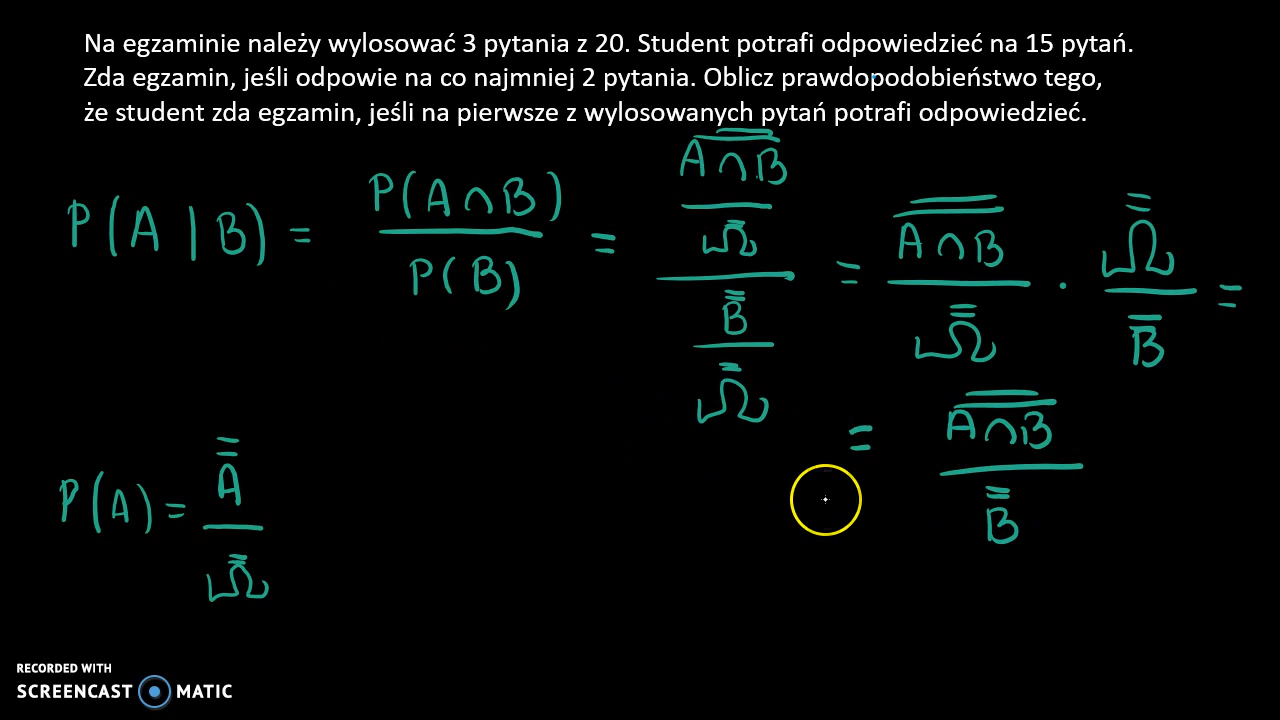 Na egzaminie należy wylosować 3 pytania z 20. Student potrafi odpowiedzieć na 15 pytań.
Zda egzamin, jeśli odpowie na co najmniej 2 pytania. Oblicz prawdopodobieństwo tego,
że student zda egzamin, jeśli na pierwsze z wylosowanych pytań potrafi odpowiedzieć.
P(A|B) = P(A∩B) / P(B) = (A∩B / Ω) / (B / Ω) = A∩B / Ω · Ω / B =
= A∩B / B
P(A) = A / Ω
RECORDED WITH
SCREENCAST MATIC